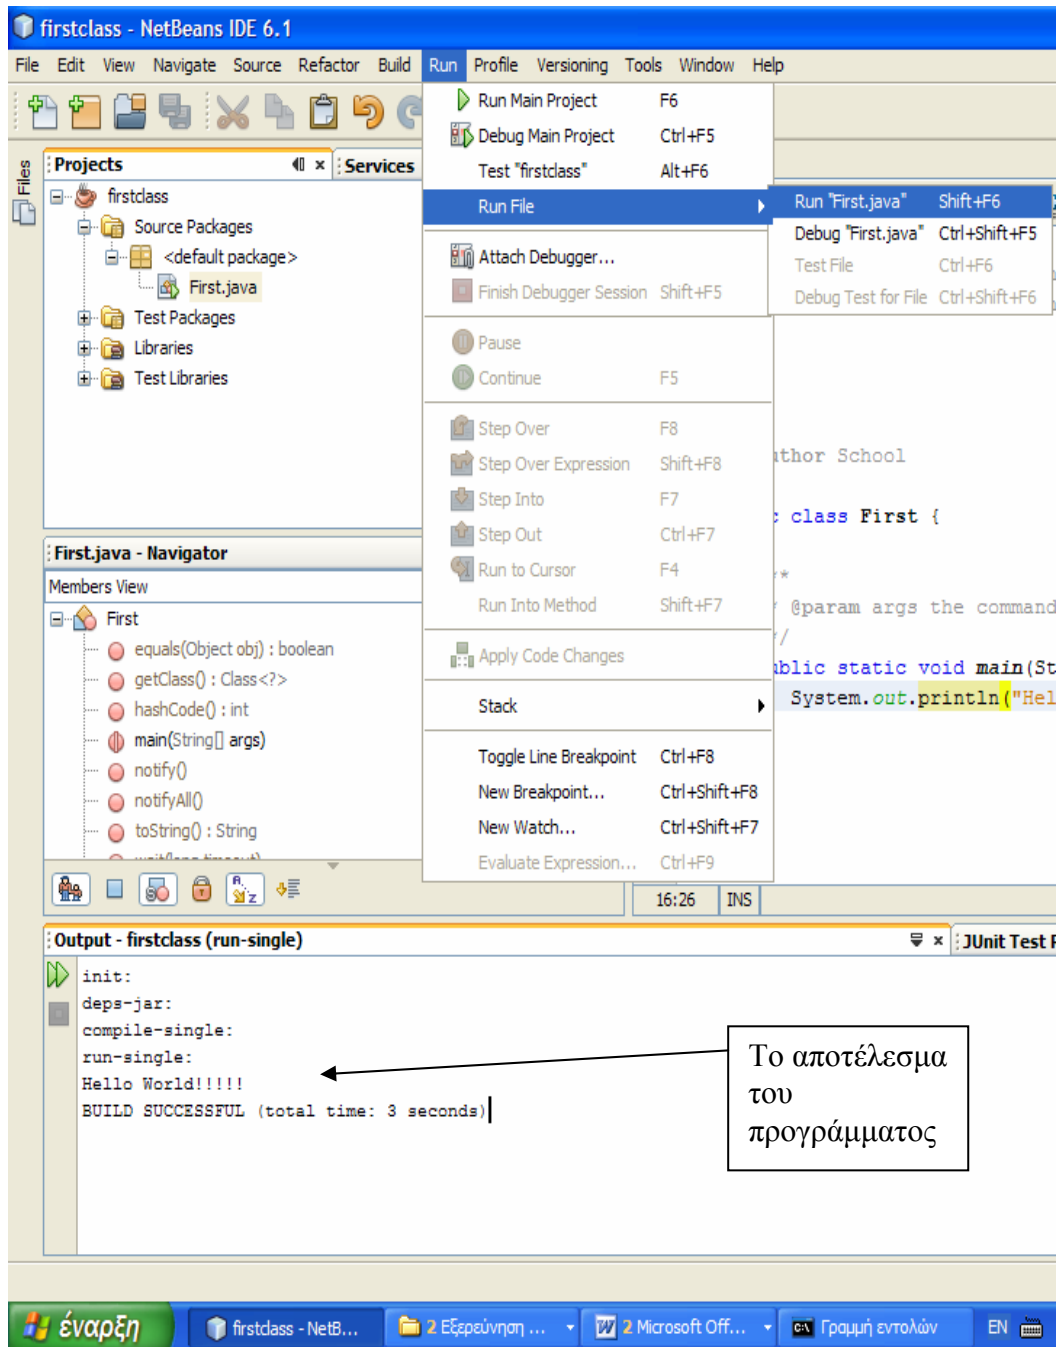 firstclass - NetBeans IDE 6.1
File Edit View Navigate Source Refactor Build Run Profile Versioning Tools Window Help
Files
Projects
Services
firstclass
Source Packages
<default package>
First.java
Test Packages
Libraries
Test Libraries
Run Main Project F6
Debug Main Project Ctrl+F5
Test "firstclass" Alt+F6
Run File
Attach Debugger...
Finish Debugger Session Shift+F5
Pause
Continue F5
Step Over F8
Step Over Expression Shift+F8
Step Into F7
Step Out Ctrl+F7
Run to Cursor F4
Run Into Method Shift+F7
Apply Code Changes
Stack
Toggle Line Breakpoint Ctrl+F8
New Breakpoint... Ctrl+Shift+F8
New Watch... Ctrl+Shift+F7
Evaluate Expression... Ctrl+F9
Run "First.java" Shift+F6
Debug "First.java" Ctrl+Shift+F5
Test File Ctrl+F6
Debug Test for File Ctrl+Shift+F6
thor School
c class First {
**
* @param args the command
*/
blic static void main(St
System.out.println("Hel
First.java - Navigator
Members View
First
equals(Object obj) : boolean
getClass() : Class<?>
hashCode() : int
main(String[] args)
notify()
notifyAll()
toString() : String
16:26 INS
Output - firstclass (run-single)
JUnit Test
init:
deps-jar:
compile-single:
run-single:
Hello World!!!!!
BUILD SUCCESSFUL (total time: 3 seconds)
Το αποτέλεσμα
του
προγράμματος
έναρξη
firstclass - NetB...
2 Εξερεύνηση ...
2 Microsoft Off...
Γραμμή εντολών
EN